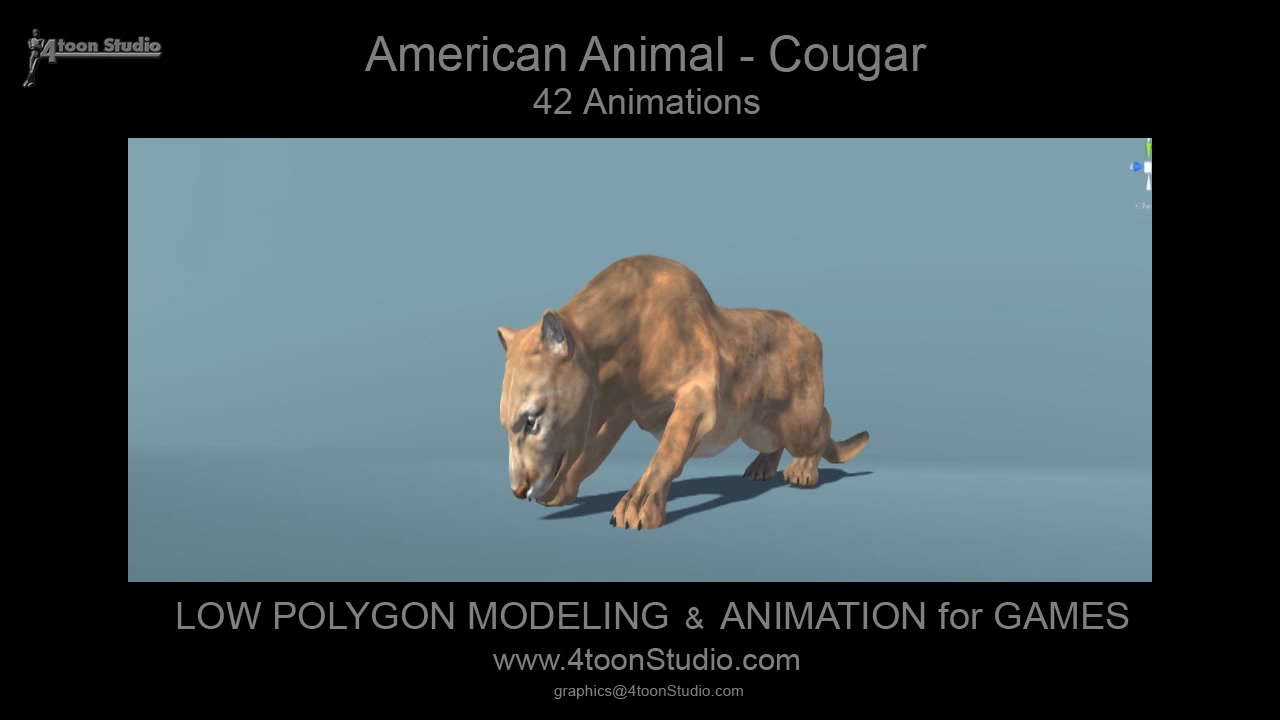 4toon Studio
American Animal - Cougar
42 Animations
LOW POLYGON MODELING & ANIMATION for GAMES
www.4toonStudio.com
graphics@4toonStudio.com